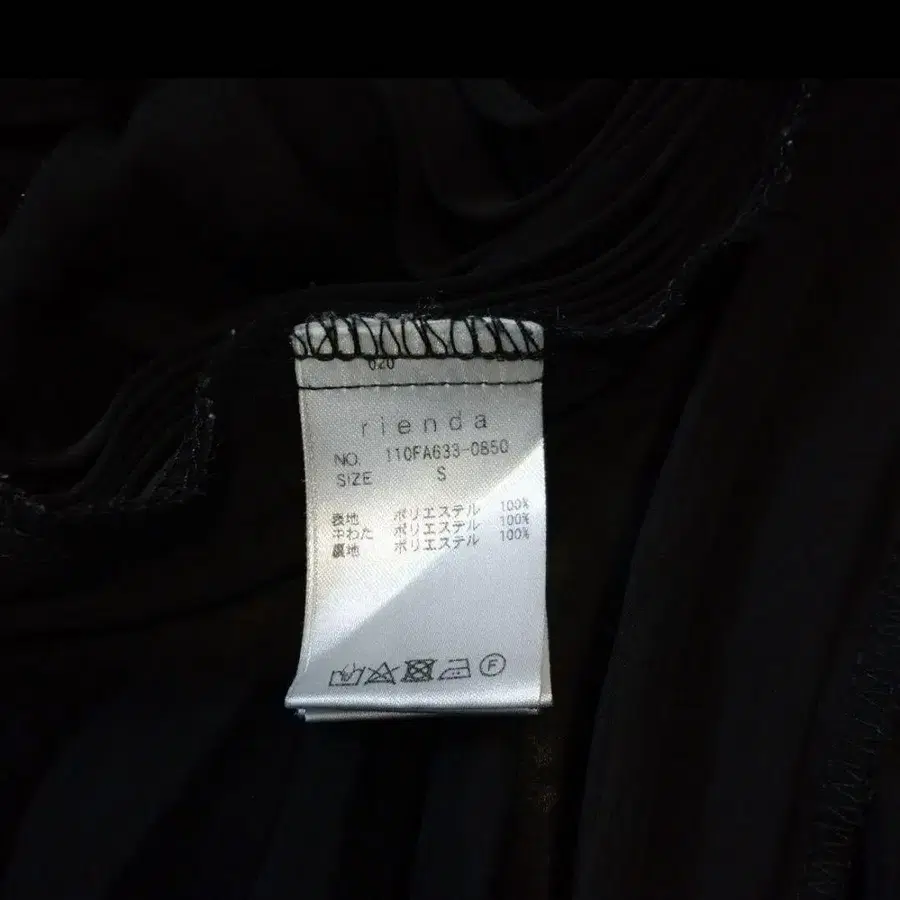 020
rienda
NO. 110FA633-0850
SIZE S
表地 ポリエステル 100%
中わた ポリエステル 100%
裏地 ポリエステル 100%
F